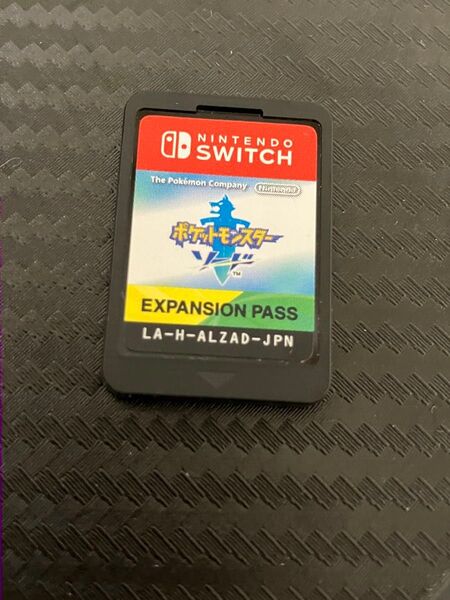 NINTENDO
SWITCH
The Pokémon Company Nintendo
ポケットモンスター
ソード
TM
EXPANSION PASS
LA-H-ALZAD-JPN